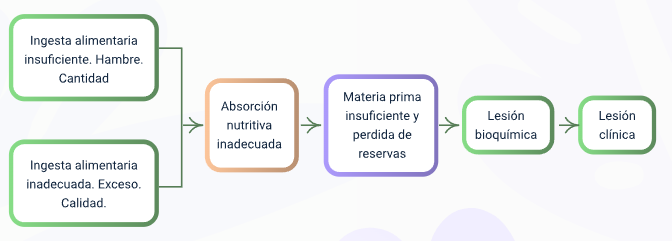 Ingesta alimentaria
insuficiente. Hambre.
Cantidad
Ingesta alimentaria
inadecuada. Exceso.
Calidad.
Absorción
nutritiva
inadecuada
Materia prima
insuficiente y
perdida de
reservas
Lesión
bioquímica
Lesión
clínica